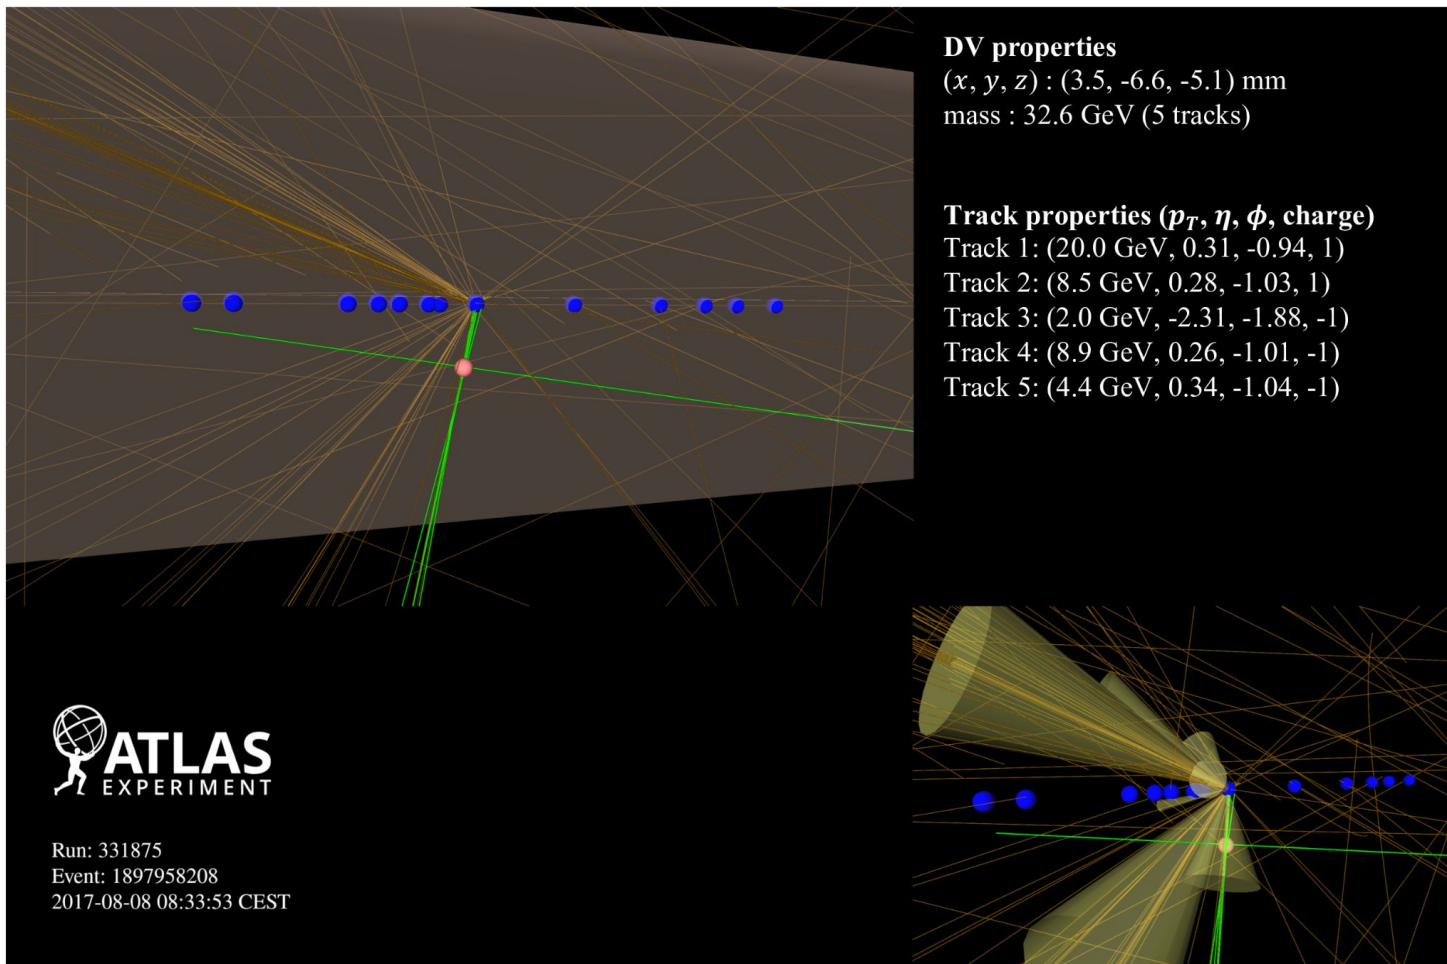 DV properties
(x, y, z) : (3.5, -6.6, -5.1) mm
mass : 32.6 GeV (5 tracks)
Track properties (p_T, η, ϕ, charge)
Track 1: (20.0 GeV, 0.31, -0.94, 1)
Track 2: (8.5 GeV, 0.28, -1.03, 1)
Track 3: (2.0 GeV, -2.31, -1.88, -1)
Track 4: (8.9 GeV, 0.26, -1.01, -1)
Track 5: (4.4 GeV, 0.34, -1.04, -1)
ATLAS
EXPERIMENT
Run: 331875
Event: 1897958208
2017-08-08 08:33:53 CEST